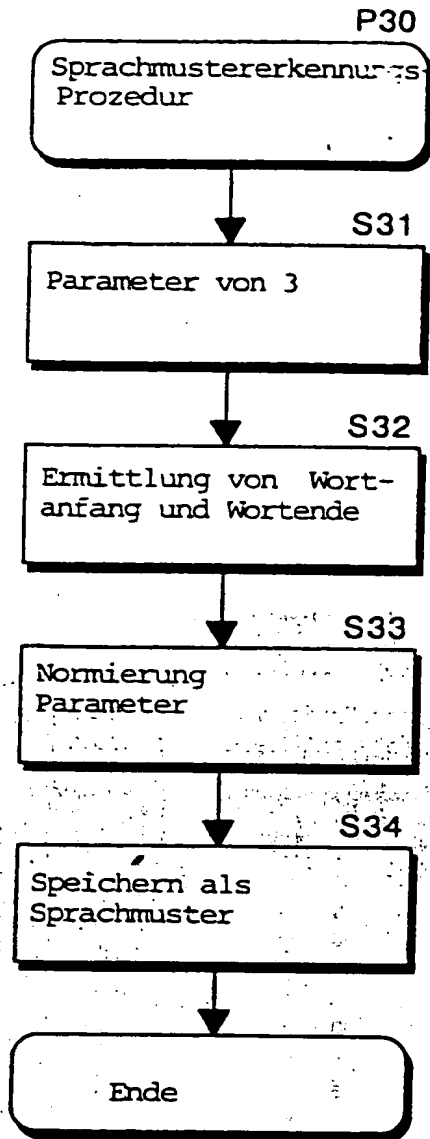 P30
Sprachmustererkennungs-
Prozedur
S31
Parameter von 3
S32
Ermittlung von Wort-
anfang und Wortende
S33
Normierung
Parameter
S34
Speichern als
Sprachmuster
Ende